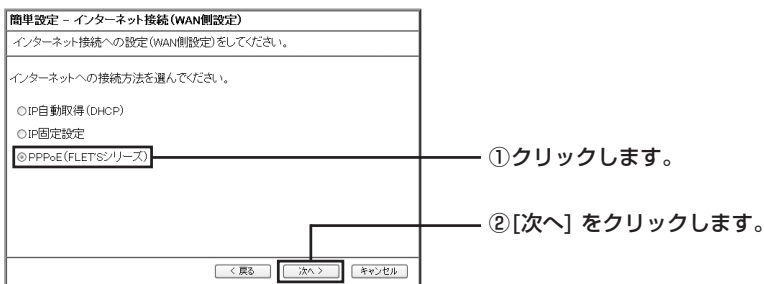 簡単設定 − インターネット接続(WAN側設定)
インターネット接続への設定(WAN側設定)をしてください。
インターネットへの接続方法を選んでください。
○IP自動取得(DHCP)
○IP固定設定
◉PPPoE(FLET'Sシリーズ)
①クリックします。
②[次へ] をクリックします。
< 戻る 次へ > キャンセル